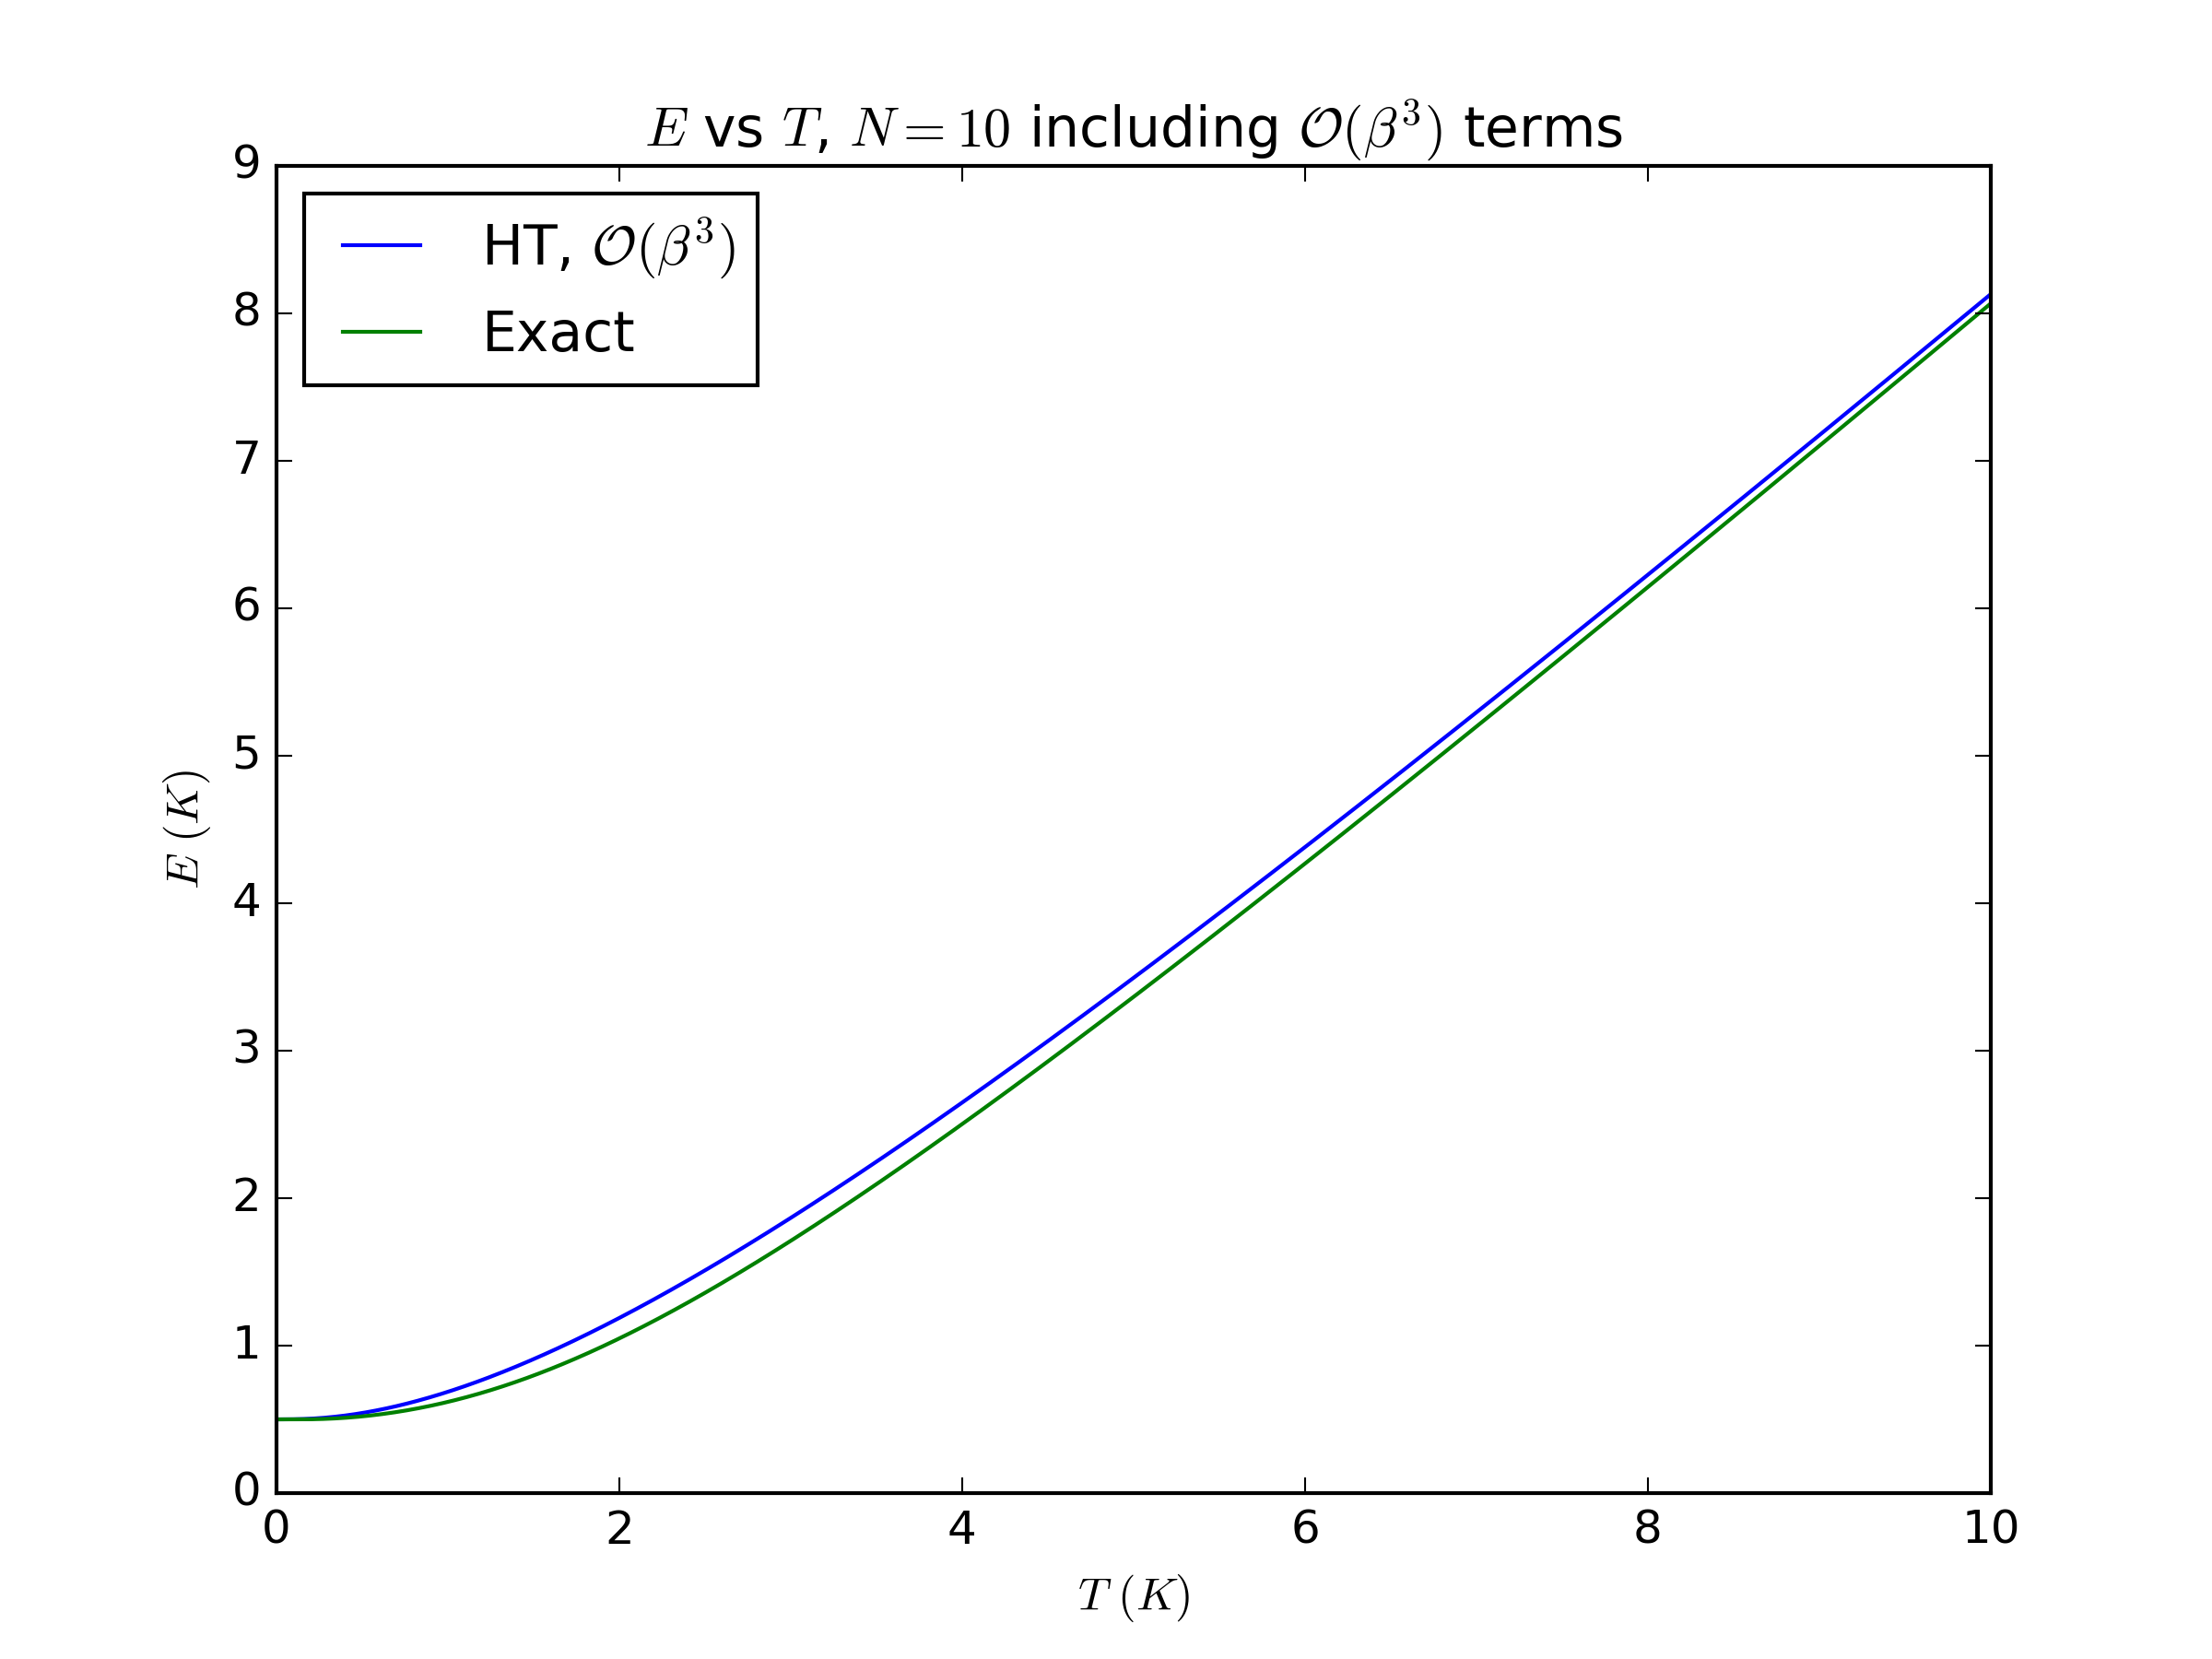 E vs T, N = 10 including 𝒪(β³) terms
HT, 𝒪(β³)
Exact
9
8
7
6
5
4
3
2
1
0
E (K)
0 2 4 6 8 10
T (K)